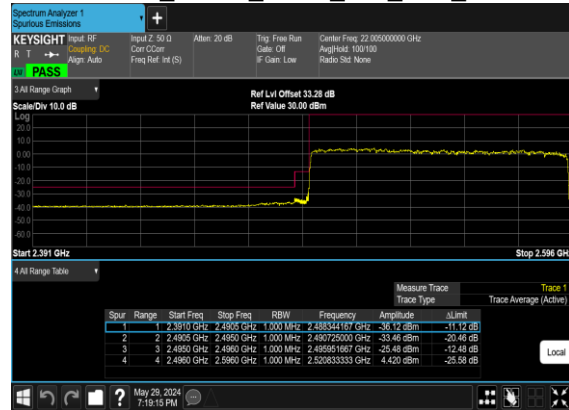 Spectrum Analyzer 1
Spurious Emissions
KEYSIGHT Input: RF Input Z: 50 Ω Atten: 20 dB Trig: Free Run Center Freq: 22.005000000 GHz
R T Coupling: DC Corr CCorr Gate: Off Avg|Hold: 100/100
Align: Auto Freq Ref: Int (S) IF Gain: Low Radio Std: None
LW PASS
3 All Range Graph
Ref Lvl Offset 33.28 dB
Scale/Div 10.0 dB Ref Value 30.00 dBm
Log
20.0
10.0
0.00
-10.0
-20.0
-30.0
-40.0
-50.0
-60.0
Start 2.391 GHz Stop 2.596 GHz
4 All Range Table
Measure Trace Trace 1
Trace Type Trace Average (Active)
Spur Range Start Freq Stop Freq RBW Frequency Amplitude ΔLimit
1 1 2.3910 GHz 2.4905 GHz 1.000 MHz 2.488344167 GHz -36.12 dBm -11.12 dB
2 2 2.4905 GHz 2.4950 GHz 1.000 MHz 2.490725000 GHz -33.46 dBm -20.46 dB
3 3 2.4950 GHz 2.4960 GHz 1.000 MHz 2.495951667 GHz -25.48 dBm -12.48 dB
4 4 2.4960 GHz 2.5960 GHz 1.000 MHz 2.520833333 GHz 4.420 dBm -25.58 dB
Local
? May 29, 2024
7:19:15 PM